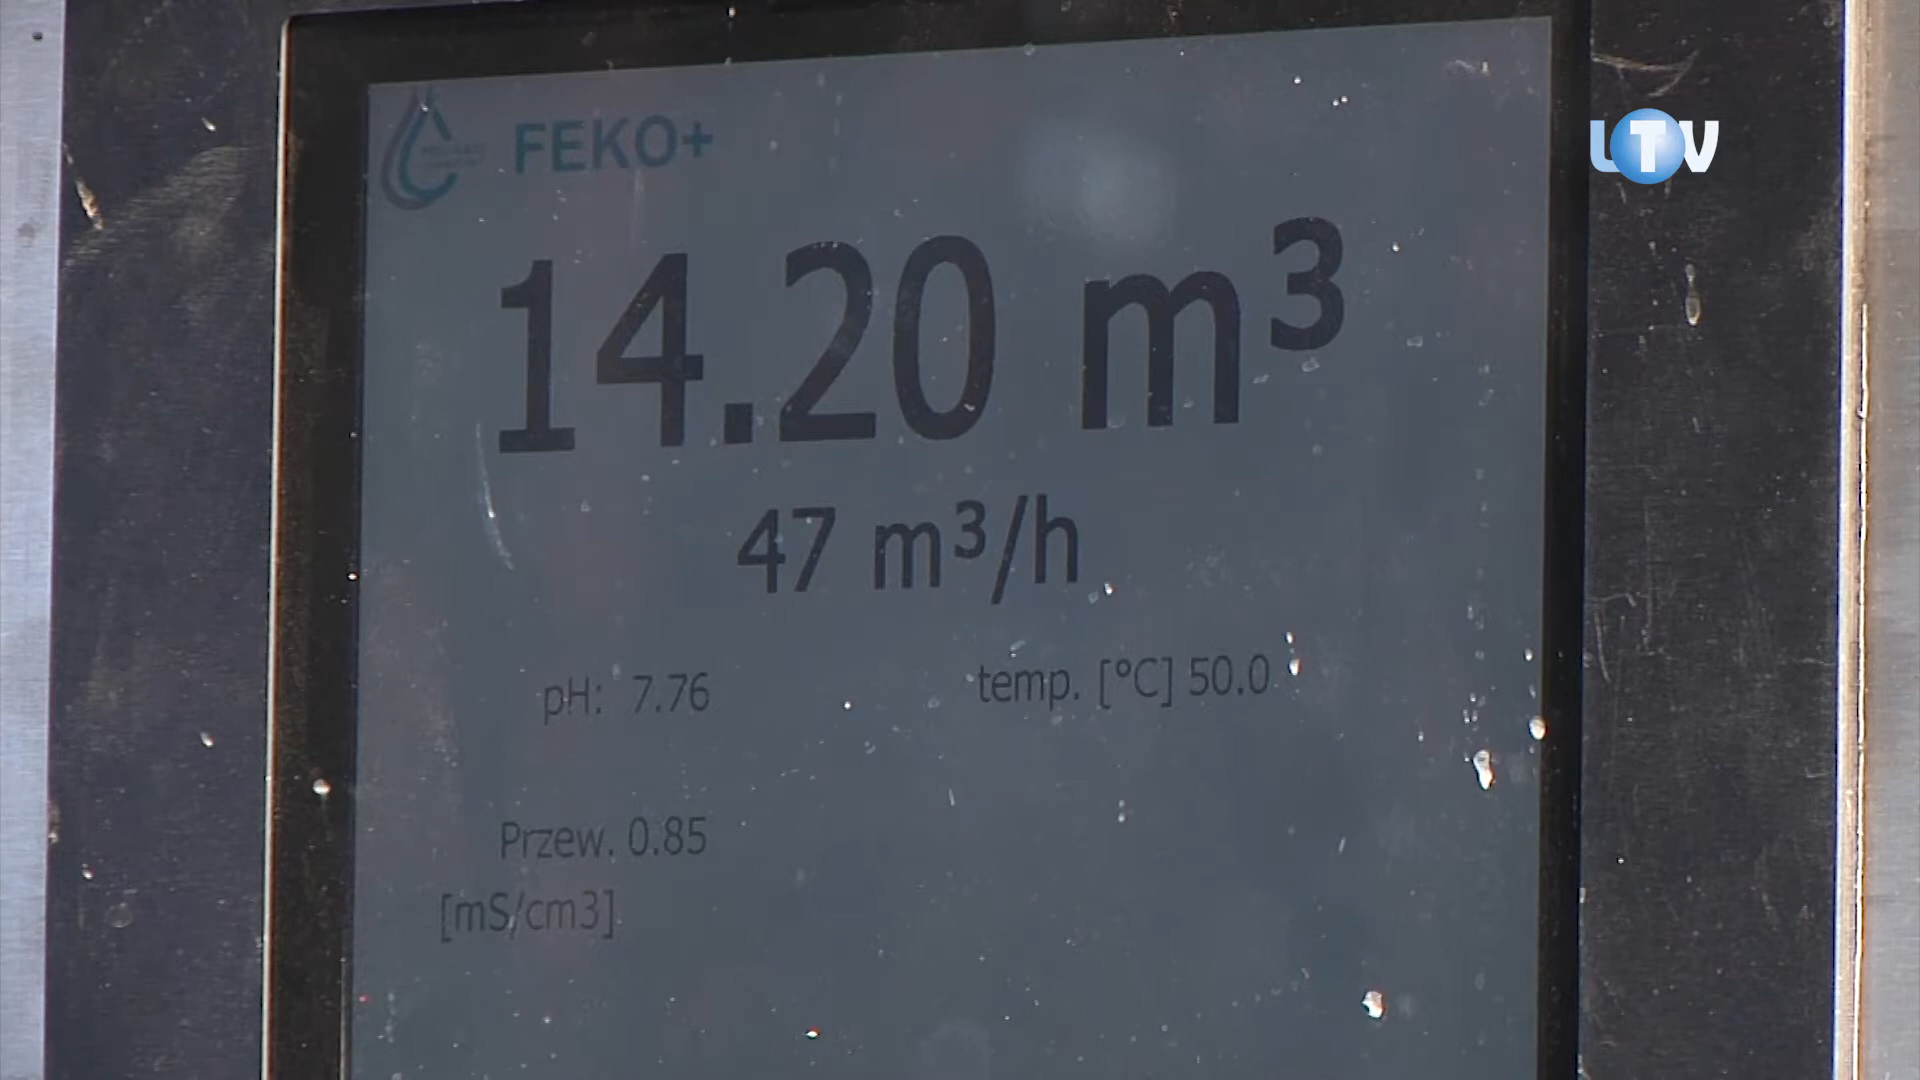 FEKO+
LTV
14.20 m³
47 m³/h
pH: 7.76
temp. [°C] 50.0
Przew. 0.85
[mS/cm3]